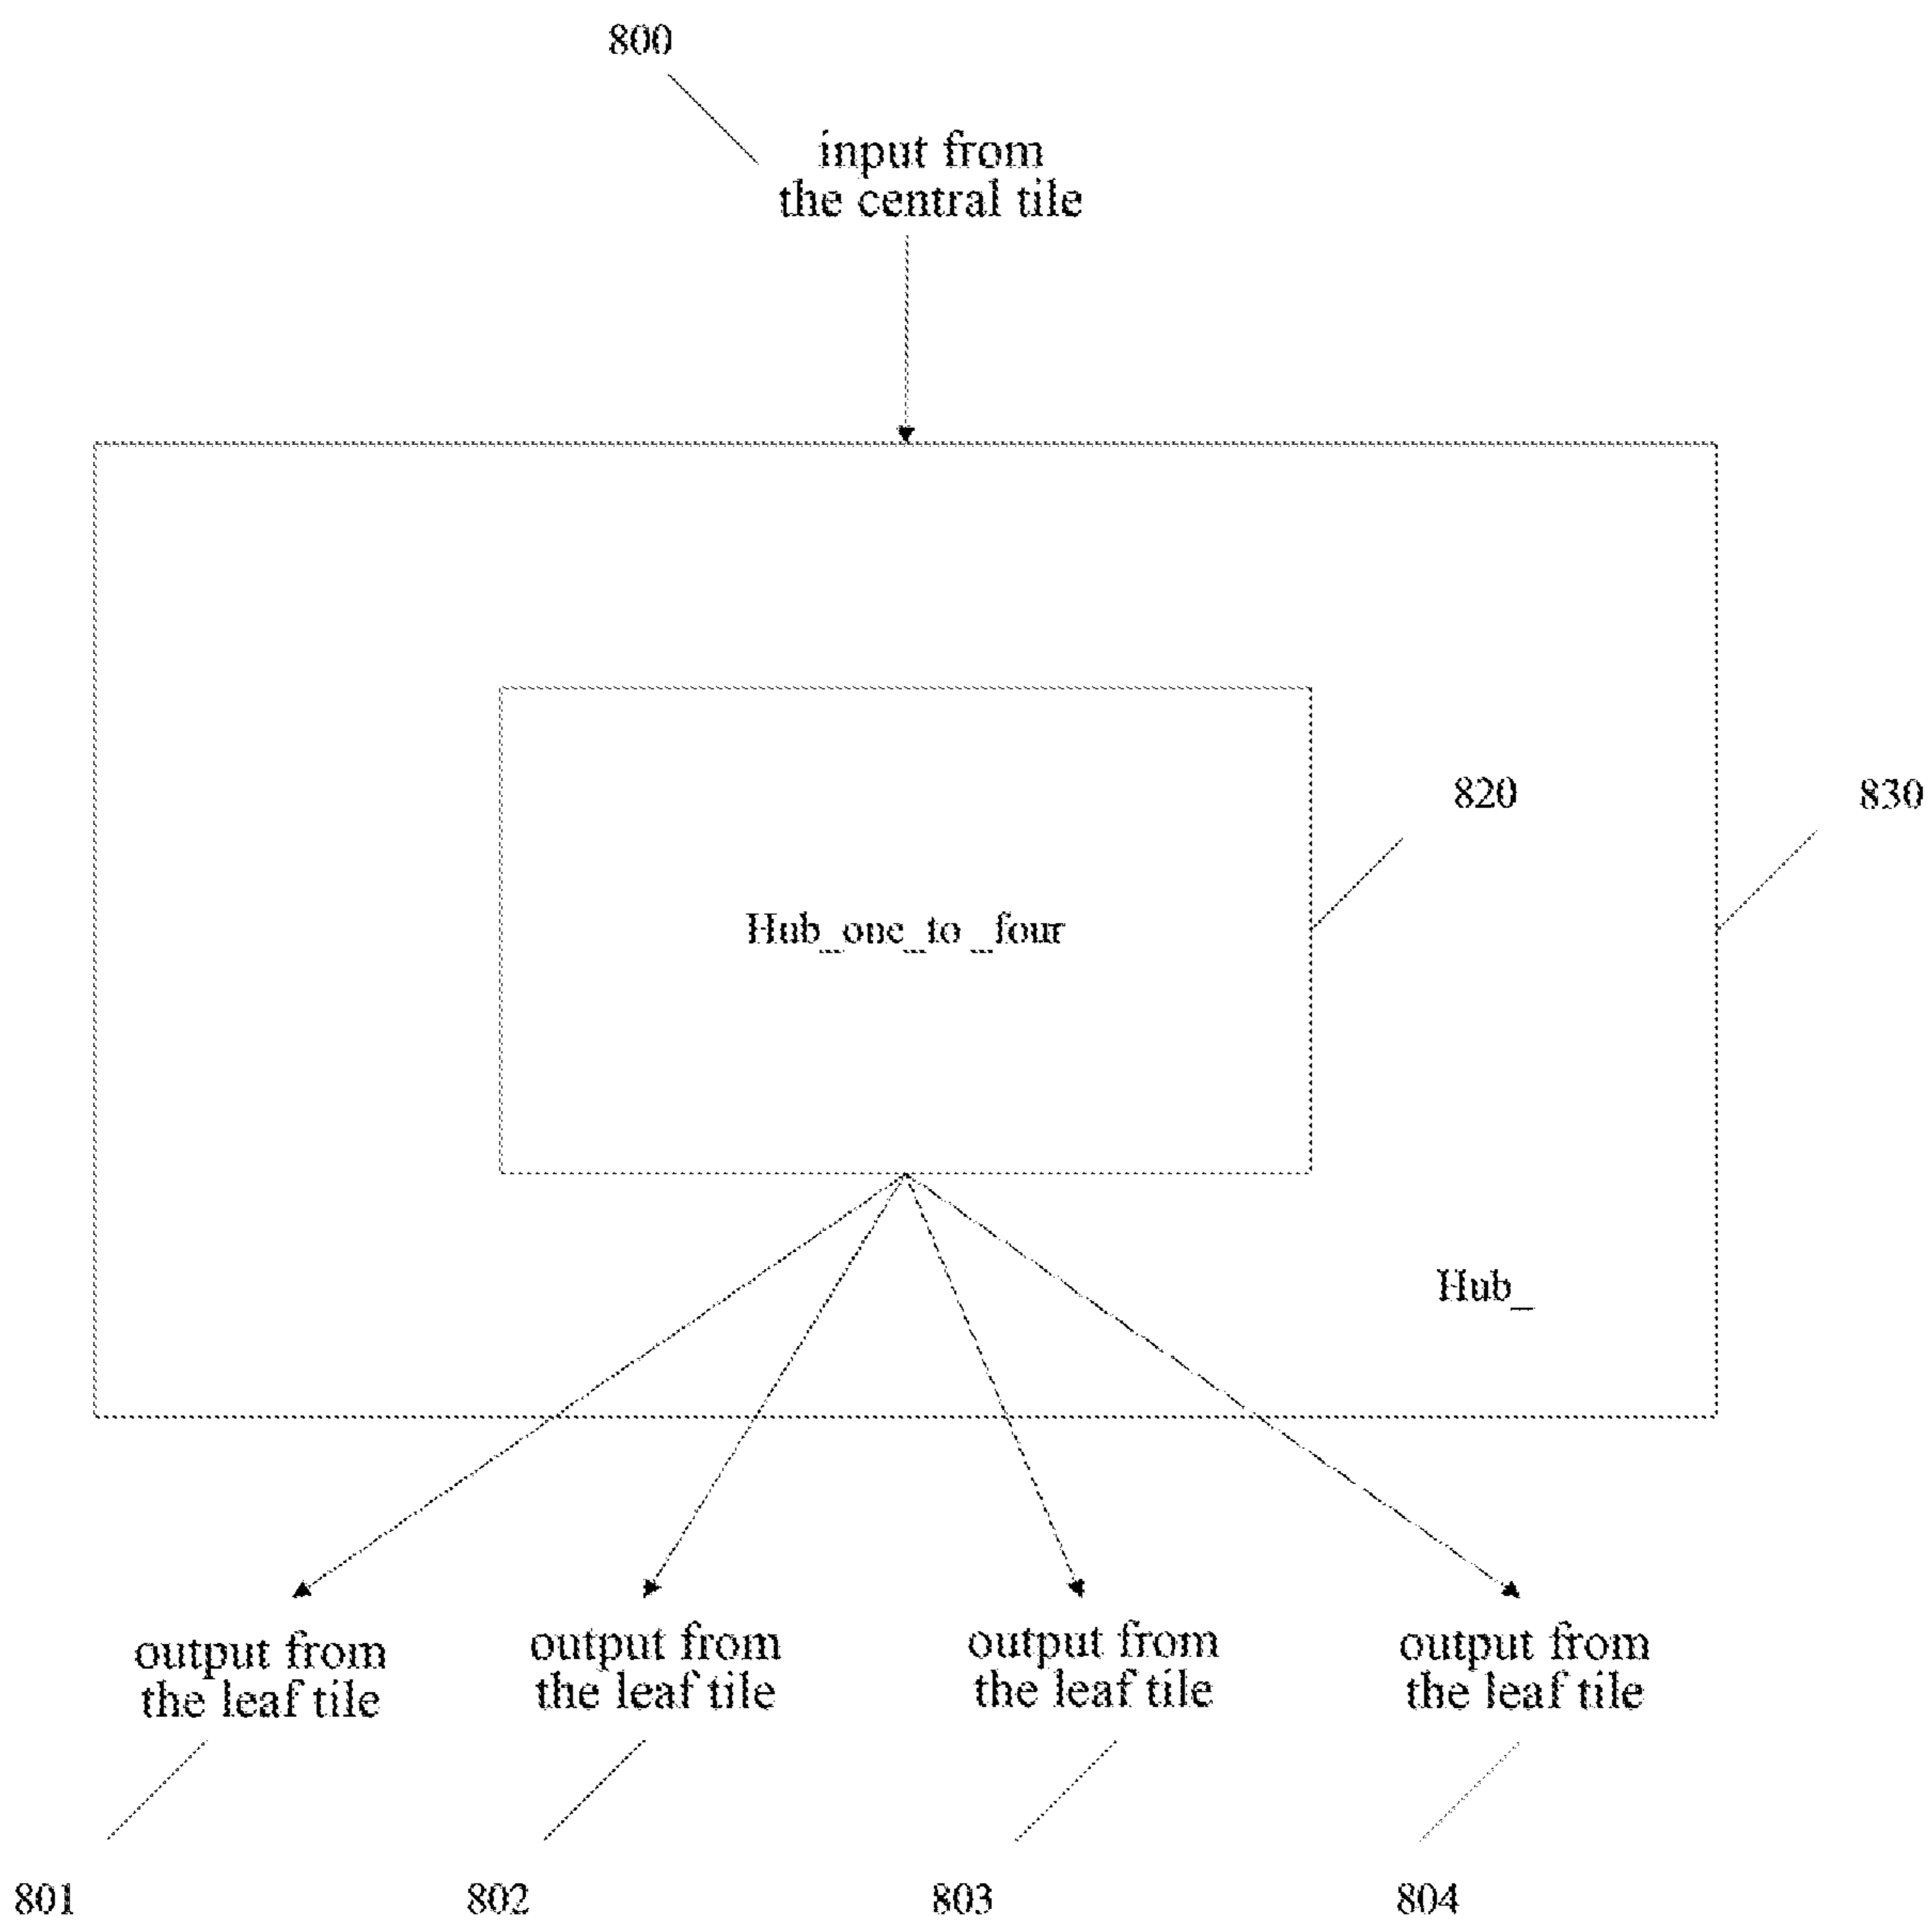 800
input from
the central tile
820
830
Hub_one_to _four
Hub_
output from
the leaf tile
output from
the leaf tile
output from
the leaf tile
output from
the leaf tile
801
802
803
804